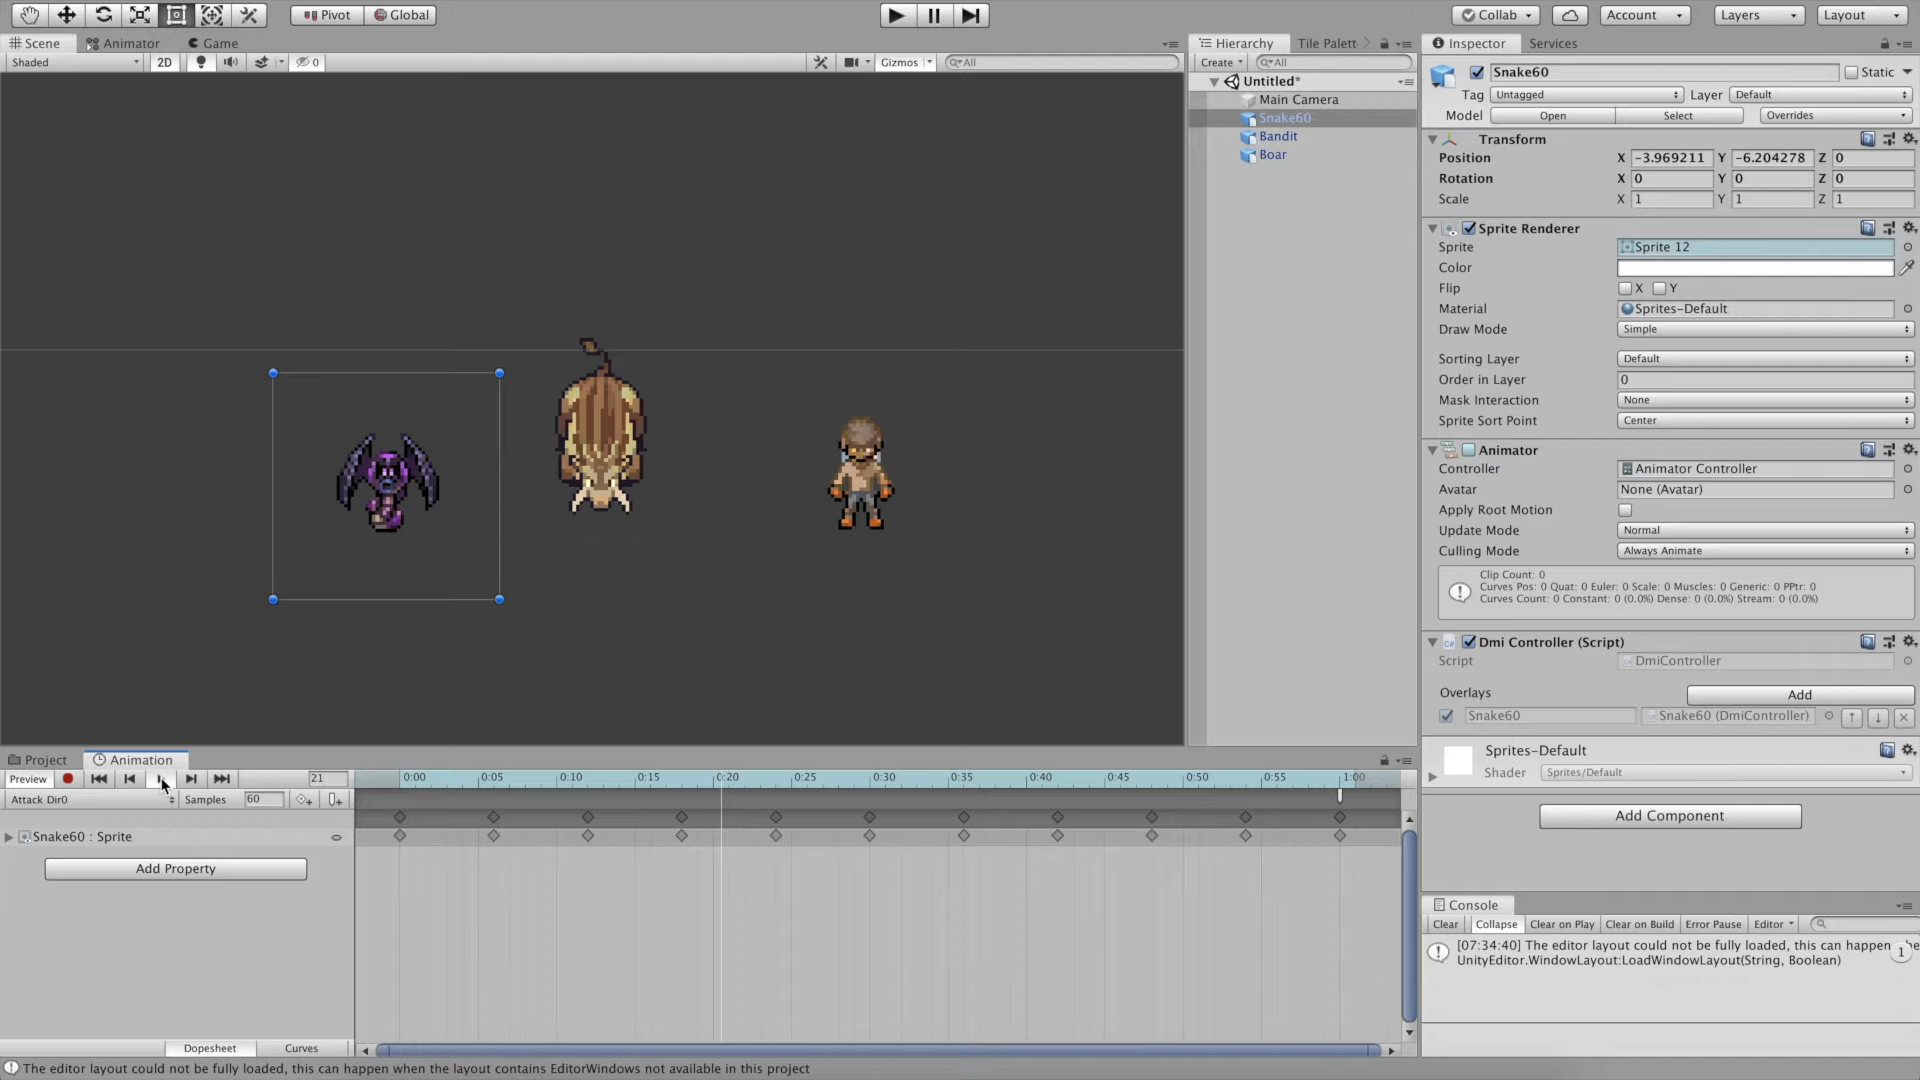 Pivot Global Collab Account Layers Layout
Scene Animator Game Hierarchy Tile Palett Inspector Services
Shaded 2D 0 Gizmos All Create All
Untitled*
Main Camera
Snake60
Bandit
Boar
Snake60 Static
Tag Untagged Layer Default
Model Open Select Overrides
Transform
Position X -3.969211 Y -6.204278 Z 0
Rotation X 0 Y 0 Z 0
Scale X 1 Y 1 Z 1
Sprite Renderer
Sprite Sprite 12
Color
Flip X Y
Material Sprites-Default
Draw Mode Simple
Sorting Layer Default
Order in Layer 0
Mask Interaction None
Sprite Sort Point Center
Animator
Controller Animator Controller
Avatar None (Avatar)
Apply Root Motion
Update Mode Normal
Culling Mode Always Animate
Clip Count: 0
Curves Pos: 0 Quat: 0 Euler: 0 Scale: 0 Muscles: 0 Generic: 0 PPtr: 0
Curves Count: 0 Constant: 0 (0.0%) Dense: 0 (0.0%) Stream: 0 (0.0%)
Dmi Controller (Script)
Script DmiController
Overlays Add
Snake60 Snake60 (DmiController)
Sprites-Default
Shader Sprites/Default
Add Component
Project Animation
Preview 21 0:00 0:05 0:10 0:15 0:20 0:25 0:30 0:35 0:40 0:45 0:50 0:55 1:00
Attack Dir0 Samples 60
Snake60 : Sprite
Add Property
Dopesheet Curves
Console
Clear Collapse Clear on Play Clear on Build Error Pause Editor
[07:34:40] The editor layout could not be fully loaded, this can happen
UnityEditor.WindowLayout:LoadWindowLayout(String, Boolean) 1
The editor layout could not be fully loaded, this can happen when the layout contains EditorWindows not available in this project